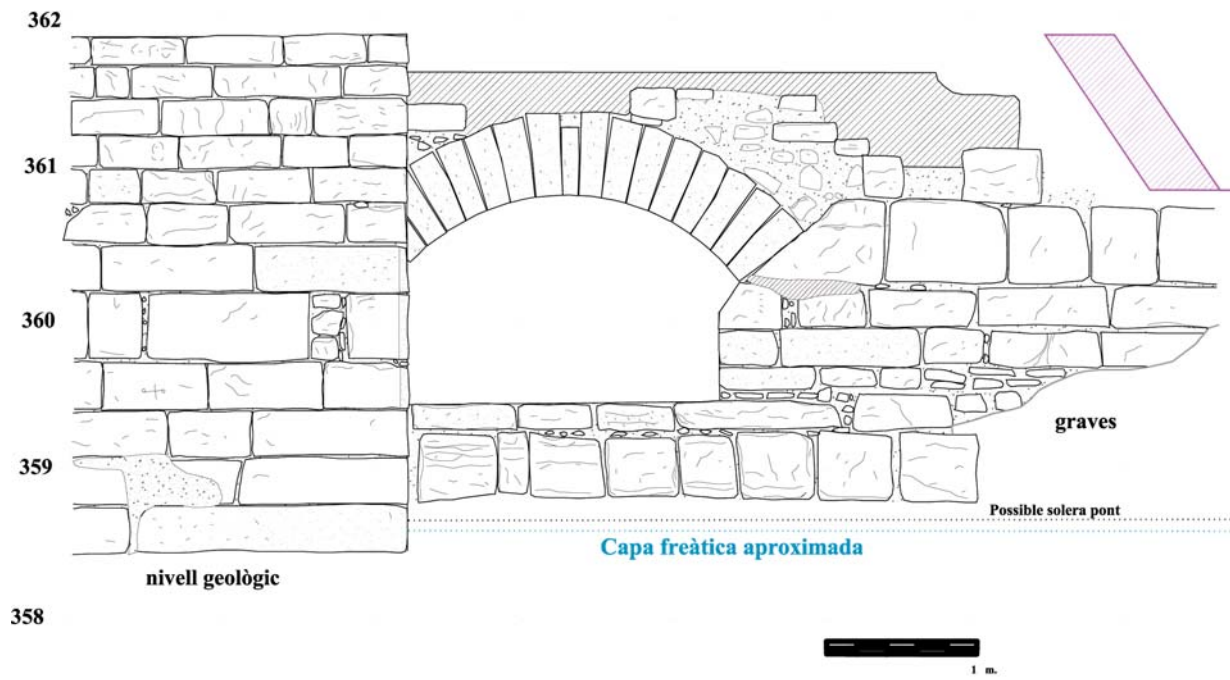 362
361
360
graves
359
Possible solera pont
Capa freàtica aproximada
nivell geològic
358
1 m.